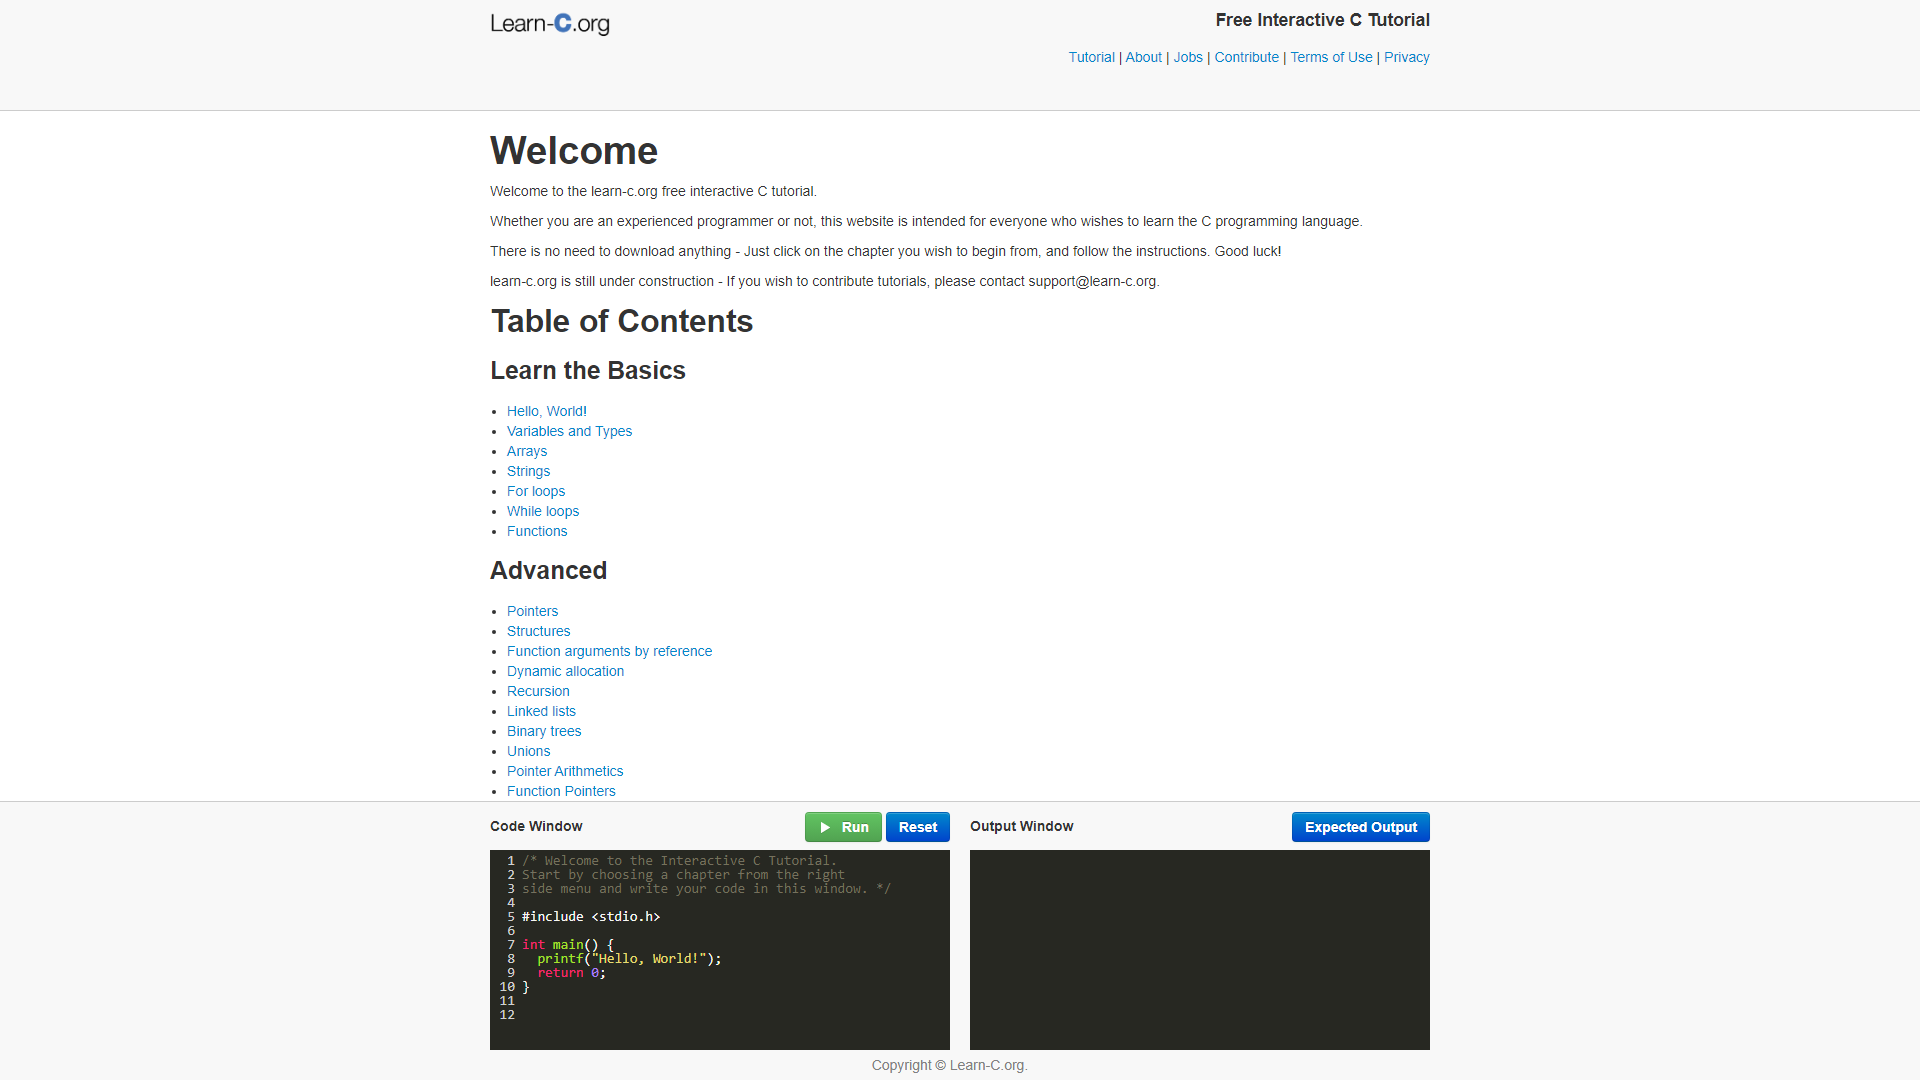 Learn-C.org
Free Interactive C Tutorial
Tutorial | About | Jobs | Contribute | Terms of Use | Privacy
Welcome
Welcome to the learn-c.org free interactive C tutorial.
Whether you are an experienced programmer or not, this website is intended for everyone who wishes to learn the C programming language.
There is no need to download anything - Just click on the chapter you wish to begin from, and follow the instructions. Good luck!
learn-c.org is still under construction - If you wish to contribute tutorials, please contact support@learn-c.org.
Table of Contents
Learn the Basics
Hello, World!
Variables and Types
Arrays
Strings
For loops
While loops
Functions
Advanced
Pointers
Structures
Function arguments by reference
Dynamic allocation
Recursion
Linked lists
Binary trees
Unions
Pointer Arithmetics
Function Pointers
Code Window
Run
Reset
1 /* Welcome to the Interactive C Tutorial.
2 Start by choosing a chapter from the right
3 side menu and write your code in this window. */
4
5 #include <stdio.h>
6
7 int main() {
8   printf("Hello, World!");
9   return 0;
10 }
11
12
Output Window
Expected Output
Copyright © Learn-C.org.